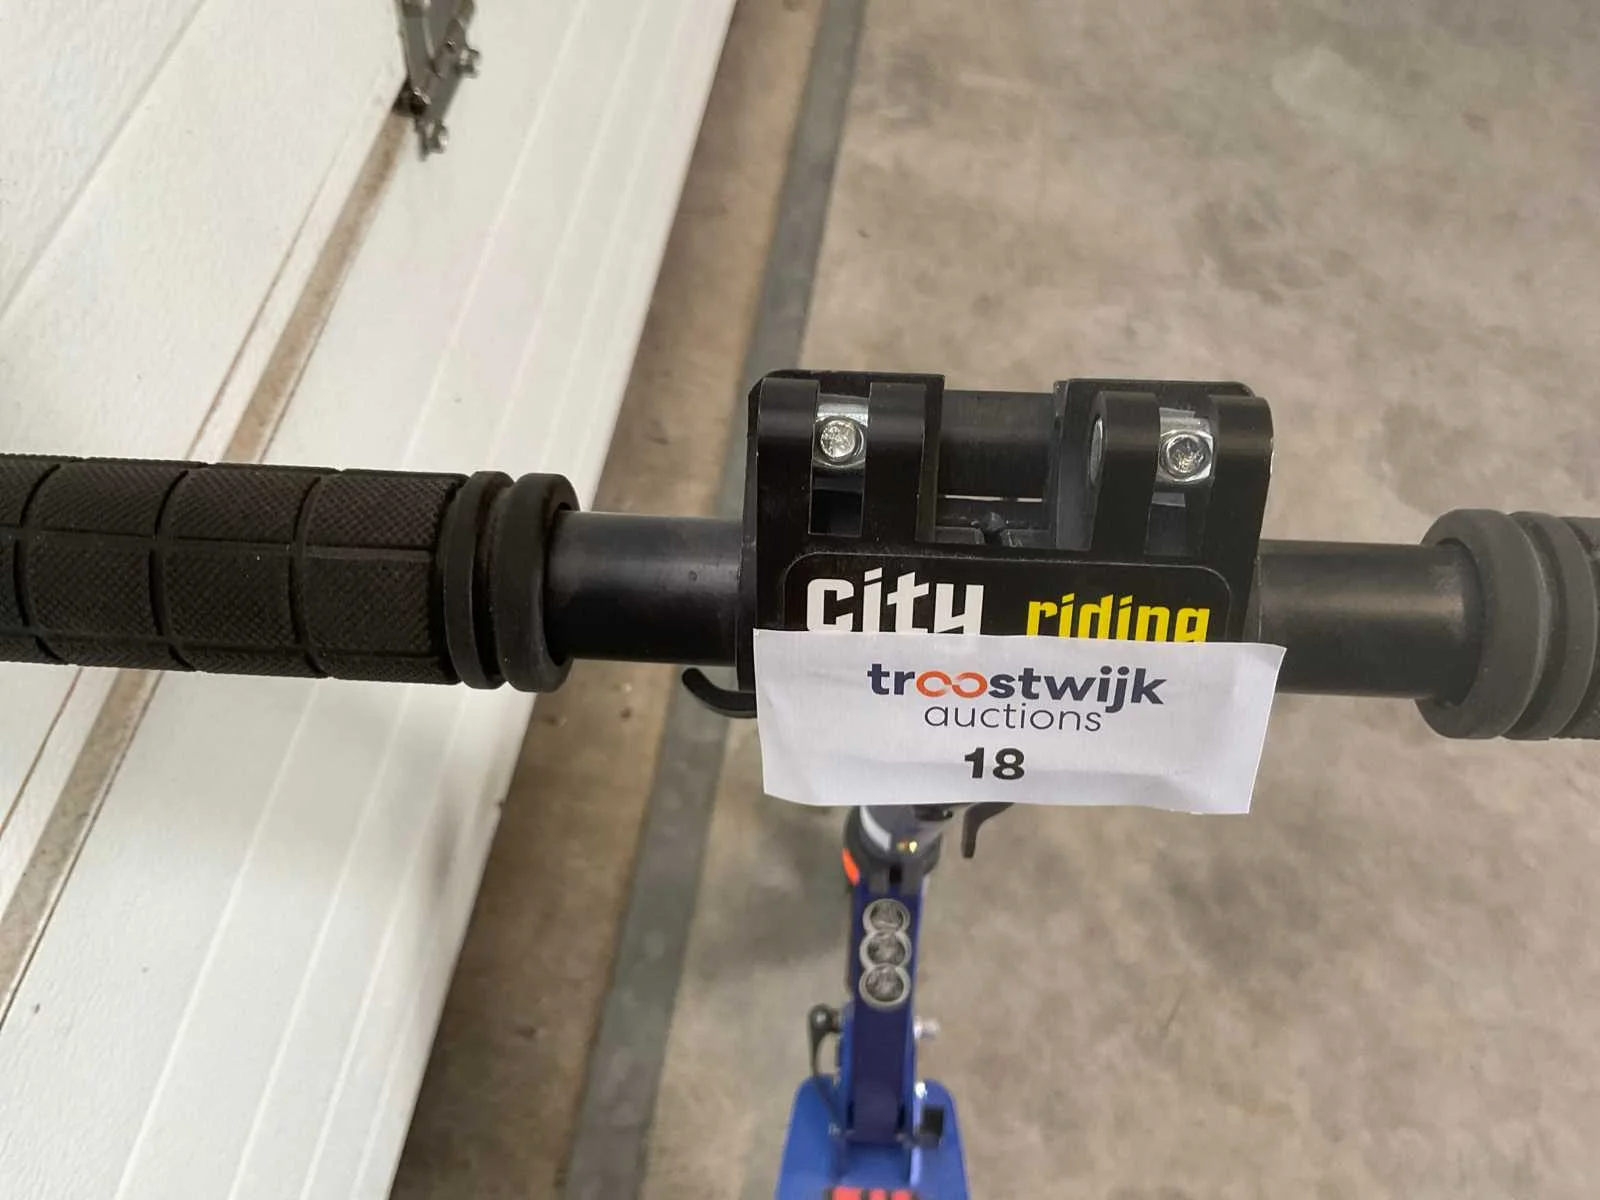 city riding
troostwijk
auctions
18